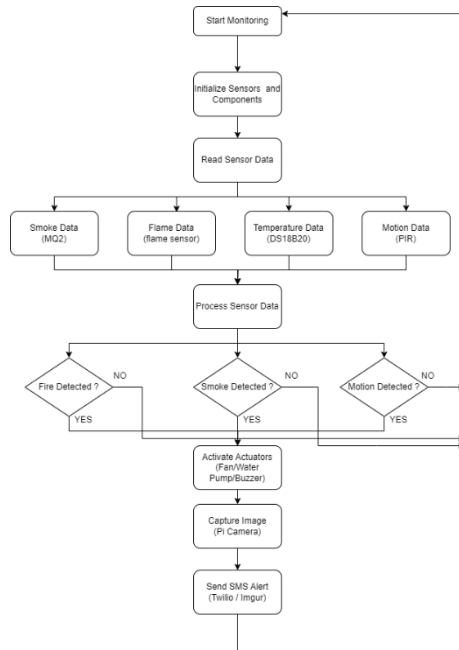 Start Monitoring
Initialize Sensors and
Components
Read Sensor Data
Smoke Data
(MQ2)
Flame Data
(flame sensor)
Temperature Data
(DS18B20)
Motion Data
(PIR)
Process Sensor Data
Fire Detected ?
NO
YES
Smoke Detected ?
NO
YES
Motion Detected ?
NO
YES
Activate Actuators
(Fan/Water
Pump/Buzzer)
Capture Image
(Pi Camera)
Send SMS Alert
(Twilio / Imgur)